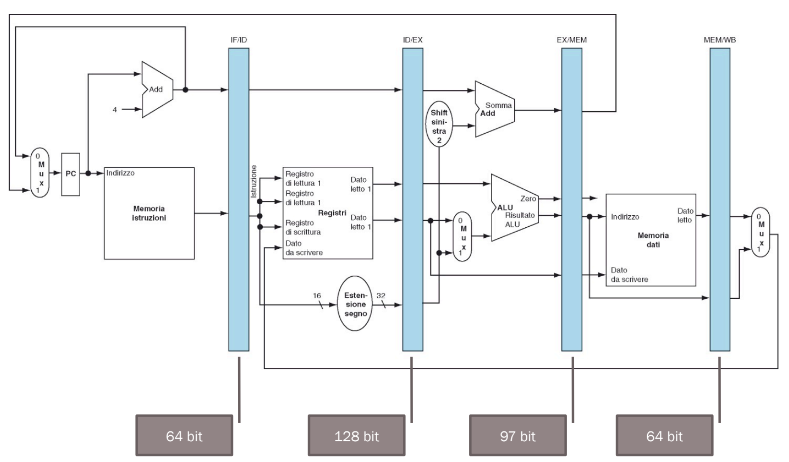 IF/ID
ID/EX
EX/MEM
MEM/WB
Add
4
0
M
u
x
1
PC
Indirizzo
Memoria
istruzioni
Istruzione
Registro
di lettura 1
Registro
di lettura 1
Registri
Registro
di scrittura
Dato
da scrivere
Dato
letto 1
Dato
letto 1
16
Esten-
sione
segno
32
Shift
sini-
stra
2
Somma
Add
0
M
u
x
1
ALU
Zero
Risultato
ALU
Indirizzo
Dato
letto
Memoria
dati
Dato
da scrivere
0
M
u
x
1
64 bit
128 bit
97 bit
64 bit